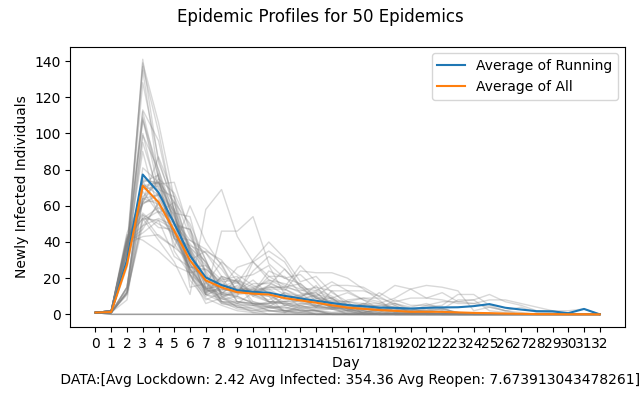 Epidemic Profiles for 50 Epidemics
Average of Running
Average of All
140
120
100
80
60
40
20
0
Newly Infected Individuals
0 1 2 3 4 5 6 7 8 9 10 11 12 13 14 15 16 17 18 19 20 21 22 23 24 25 26 27 28 29 30 31 32
Day
DATA:[Avg Lockdown: 2.42 Avg Infected: 354.36 Avg Reopen: 7.673913043478261]